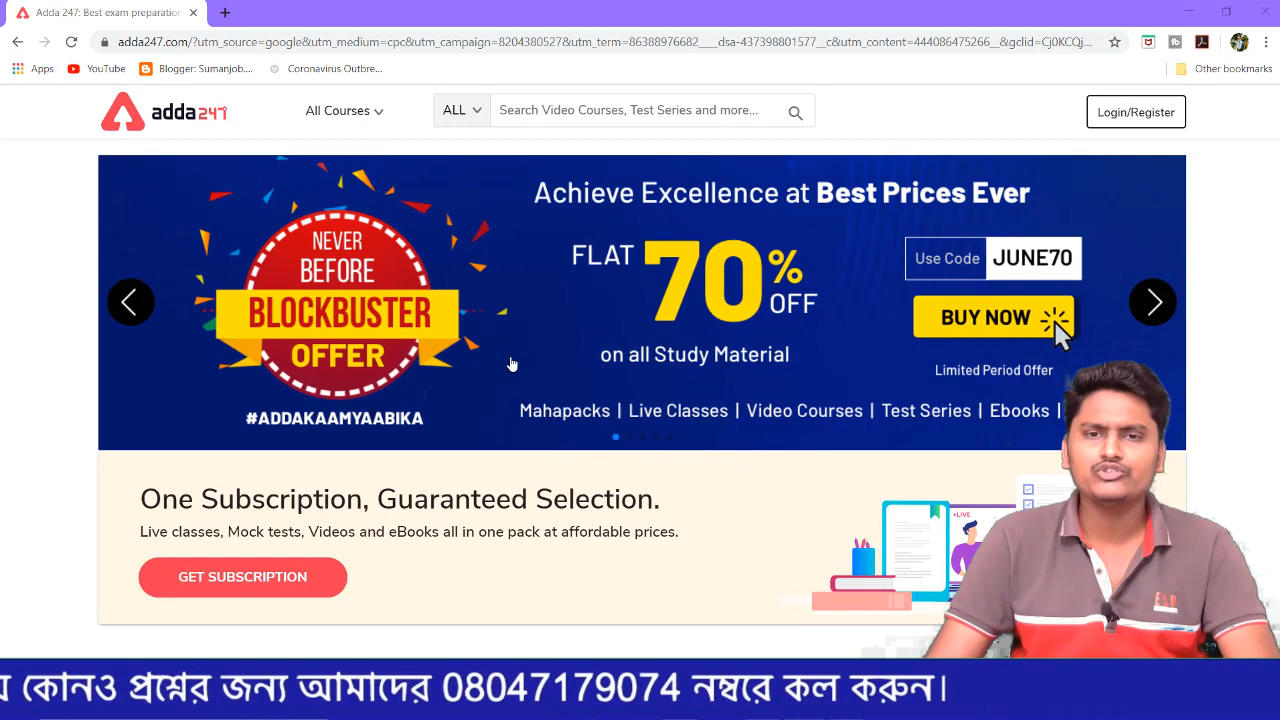 Adda 247: Best exam preparation
adda247.com/?utm_source=google&utm_medium=cpc&utm_campaign=8204380527&utm_term=86388976682____dsa-437398801577__c&utm_content=444086475266__&gclid=Cj0KCQj...
Apps YouTube Blogger: Sumanjob.... Coronavirus Outbre... Other bookmarks
adda247 All Courses ALL Search Video Courses, Test Series and more... Login/Register
NEVER
BEFORE
BLOCKBUSTER
OFFER
#ADDAKAAMYAABIKA
Achieve Excellence at Best Prices Ever
FLAT 70% OFF
on all Study Material
Use Code JUNE70
BUY NOW
Limited Period Offer
Mahapacks | Live Classes | Video Courses | Test Series | Ebooks |
One Subscription, Guaranteed Selection.
Live classes, Mock tests, Videos and eBooks all in one pack at affordable prices.
GET SUBSCRIPTION
•LIVE
কোনও প্রশ্নের জন্য আমাদের 08047179074 নম্বরে কল করুন।